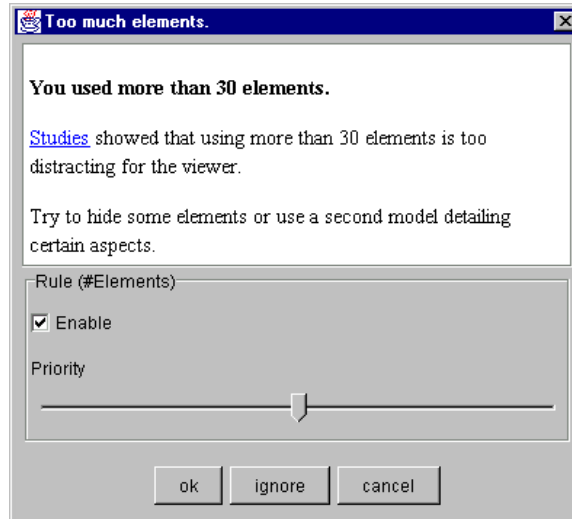 Too much elements.
You used more than 30 elements.
Studies showed that using more than 30 elements is too
distracting for the viewer.
Try to hide some elements or use a second model detailing
certain aspects.
Rule (#Elements)
Enable
Priority
ok ignore cancel